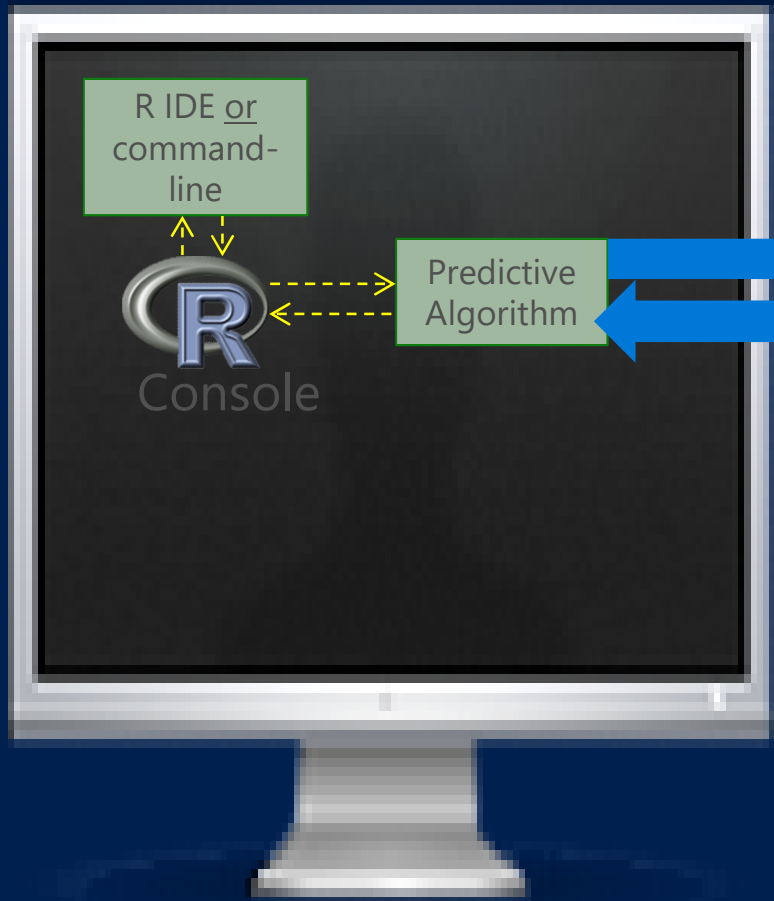 R IDE or
command-
line
Predictive
Algorithm
R
Console